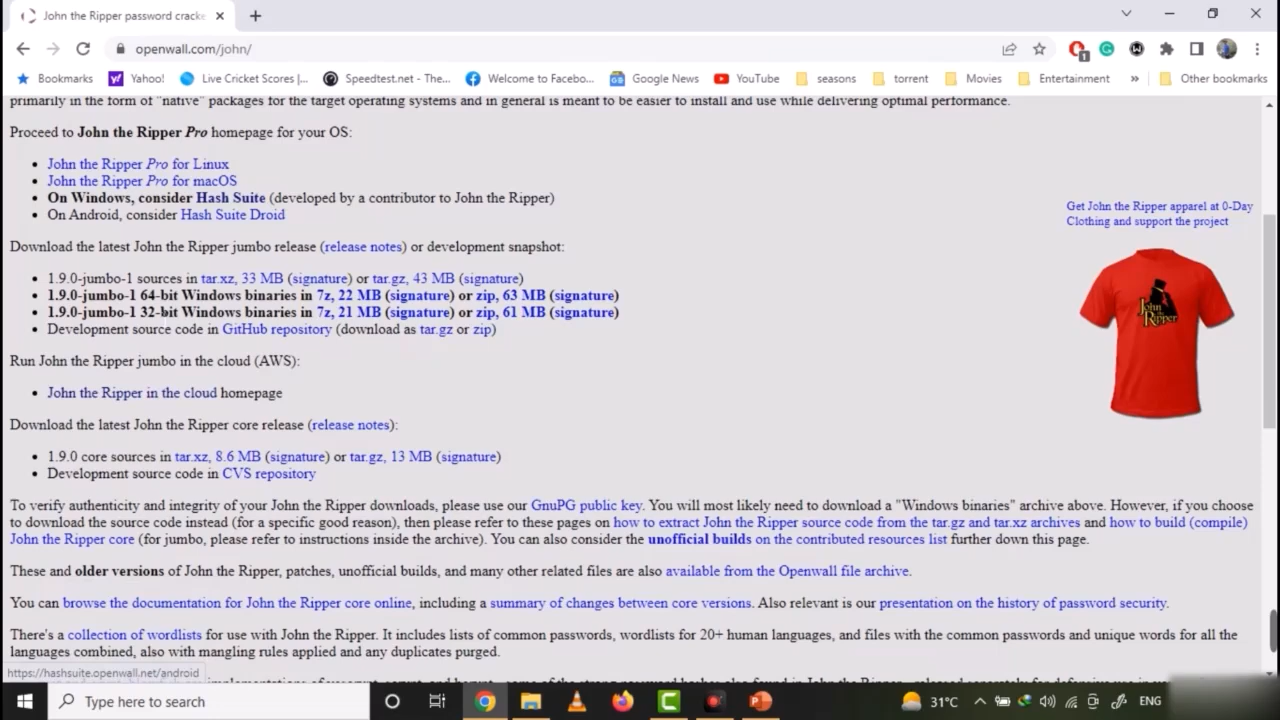 John the Ripper password cracke
openwall.com/john/
1
Bookmarks
Yahoo!
Live Cricket Scores |...
Speedtest.net - The...
Welcome to Facebo...
Google News
YouTube
seasons
torrent
Movies
Entertainment
»
Other bookmarks
primarily in the form of "native" packages for the target operating systems and in general is meant to be easier to install and use while delivering optimal performance.
Proceed to John the Ripper Pro homepage for your OS:
• John the Ripper Pro for Linux
• John the Ripper Pro for macOS
• On Windows, consider Hash Suite (developed by a contributor to John the Ripper)
• On Android, consider Hash Suite Droid
Get John the Ripper apparel at 0-Day
Clothing and support the project
John
the
Ripper
Download the latest John the Ripper jumbo release (release notes) or development snapshot:
• 1.9.0-jumbo-1 sources in tar.xz, 33 MB (signature) or tar.gz, 43 MB (signature)
• 1.9.0-jumbo-1 64-bit Windows binaries in 7z, 22 MB (signature) or zip, 63 MB (signature)
• 1.9.0-jumbo-1 32-bit Windows binaries in 7z, 21 MB (signature) or zip, 61 MB (signature)
• Development source code in GitHub repository (download as tar.gz or zip)
Run John the Ripper jumbo in the cloud (AWS):
• John the Ripper in the cloud homepage
Download the latest John the Ripper core release (release notes):
• 1.9.0 core sources in tar.xz, 8.6 MB (signature) or tar.gz, 13 MB (signature)
• Development source code in CVS repository
To verify authenticity and integrity of your John the Ripper downloads, please use our GnuPG public key. You will most likely need to download a "Windows binaries" archive above. However, if you choose
to download the source code instead (for a specific good reason), then please refer to these pages on how to extract John the Ripper source code from the tar.gz and tar.xz archives and how to build (compile)
John the Ripper core (for jumbo, please refer to instructions inside the archive). You can also consider the unofficial builds on the contributed resources list further down this page.
These and older versions of John the Ripper, patches, unofficial builds, and many other related files are also available from the Openwall file archive.
You can browse the documentation for John the Ripper core online, including a summary of changes between core versions. Also relevant is our presentation on the history of password security.
There's a collection of wordlists for use with John the Ripper. It includes lists of common passwords, wordlists for 20+ human languages, and files with the common passwords and unique words for all the
languages combined, also with mangling rules applied and any duplicates purged.
https://hashsuite.openwall.net/android
Type here to search
31°C
ENG